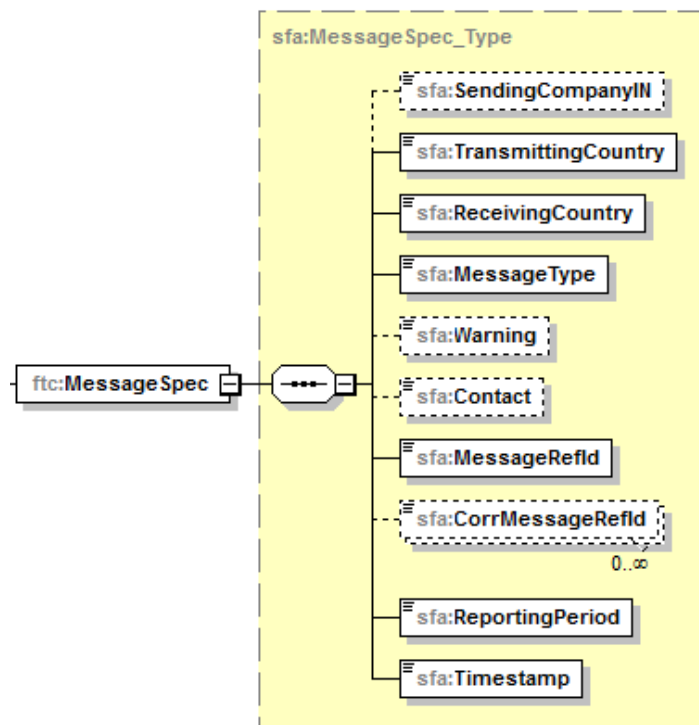 sfa:MessageSpec_Type
sfa:SendingCompanyIN
sfa:TransmittingCountry
sfa:ReceivingCountry
sfa:MessageType
sfa:Warning
ftc:MessageSpec
sfa:Contact
sfa:MessageRefId
sfa:CorrMessageRefId
0..∞
sfa:ReportingPeriod
sfa:Timestamp